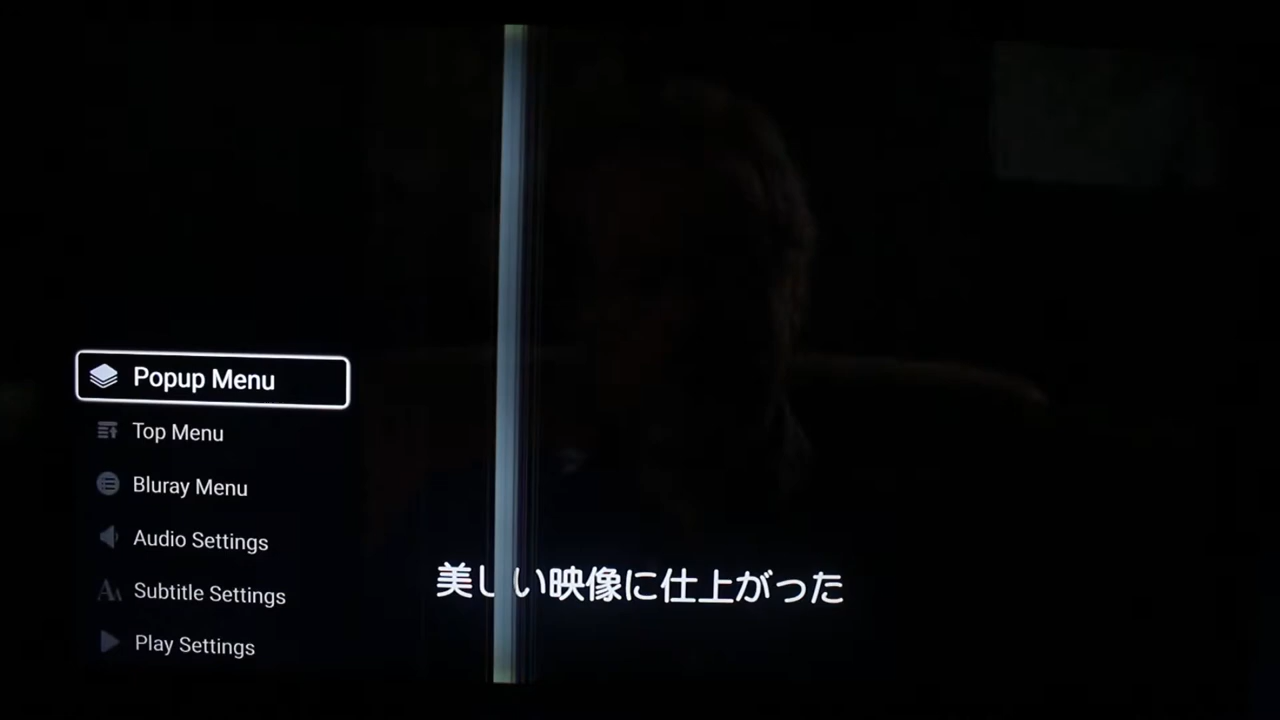 Popup Menu
Top Menu
Bluray Menu
Audio Settings
Subtitle Settings
Play Settings
美しい映像に仕上がった